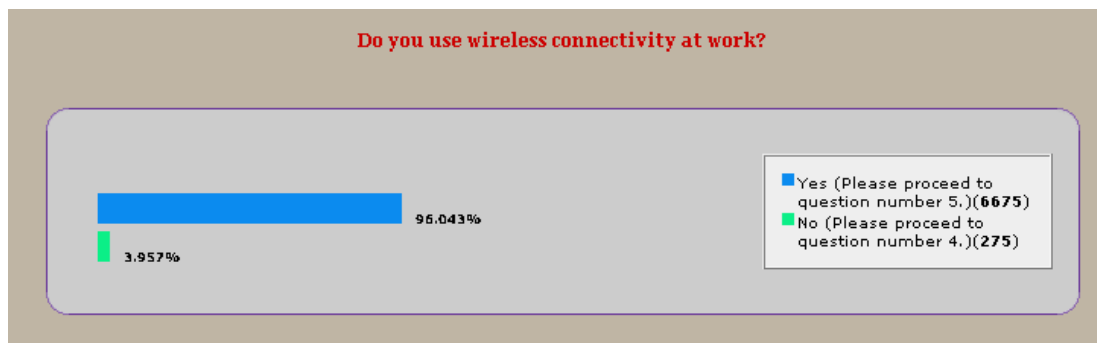 Do you use wireless connectivity at work?
96.043%
3.957%
Yes (Please proceed to
question number 5.)(6675)
No (Please proceed to
question number 4.)(275)